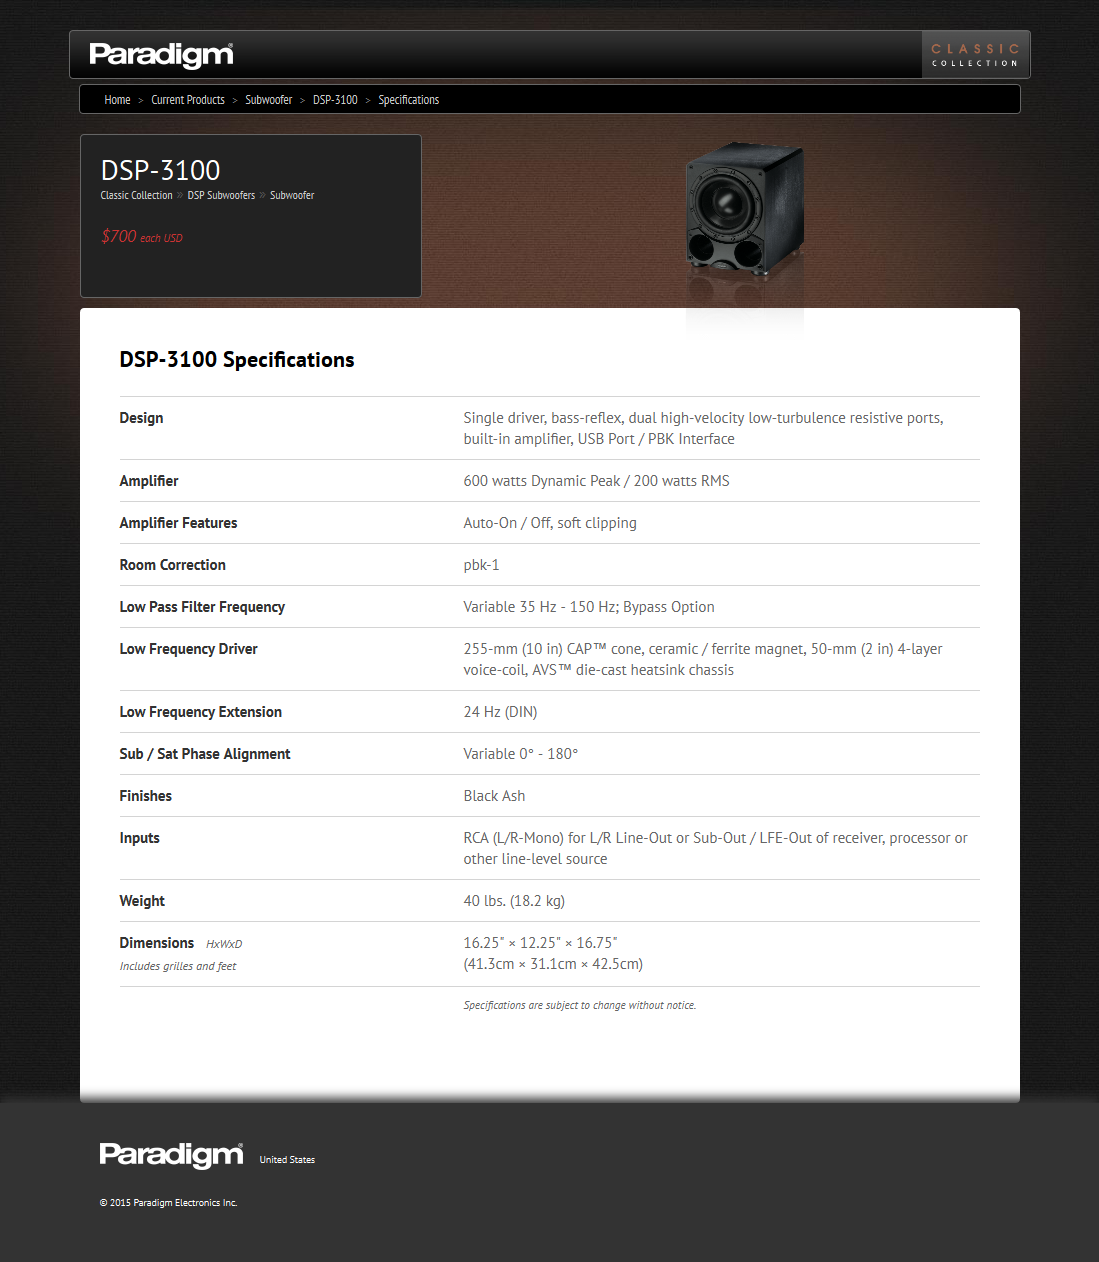 Paradigm®
CLASSIC
COLLECTION
Home > Current Products > Subwoofer > DSP-3100 > Specifications
DSP-3100
Classic Collection » DSP Subwoofers » Subwoofer
$700 each USD
DSP-3100 Specifications
Design
Single driver, bass-reflex, dual high-velocity low-turbulence resistive ports,
built-in amplifier, USB Port / PBK Interface
Amplifier
600 watts Dynamic Peak / 200 watts RMS
Amplifier Features
Auto-On / Off, soft clipping
Room Correction
pbk-1
Low Pass Filter Frequency
Variable 35 Hz - 150 Hz; Bypass Option
Low Frequency Driver
255-mm (10 in) CAP™ cone, ceramic / ferrite magnet, 50-mm (2 in) 4-layer
voice-coil, AVS™ die-cast heatsink chassis
Low Frequency Extension
24 Hz (DIN)
Sub / Sat Phase Alignment
Variable 0° - 180°
Finishes
Black Ash
Inputs
RCA (L/R-Mono) for L/R Line-Out or Sub-Out / LFE-Out of receiver, processor or
other line-level source
Weight
40 lbs. (18.2 kg)
Dimensions HxWxD
Includes grilles and feet
16.25" × 12.25" × 16.75"
(41.3cm × 31.1cm × 42.5cm)
Specifications are subject to change without notice.
Paradigm® United States
© 2015 Paradigm Electronics Inc.